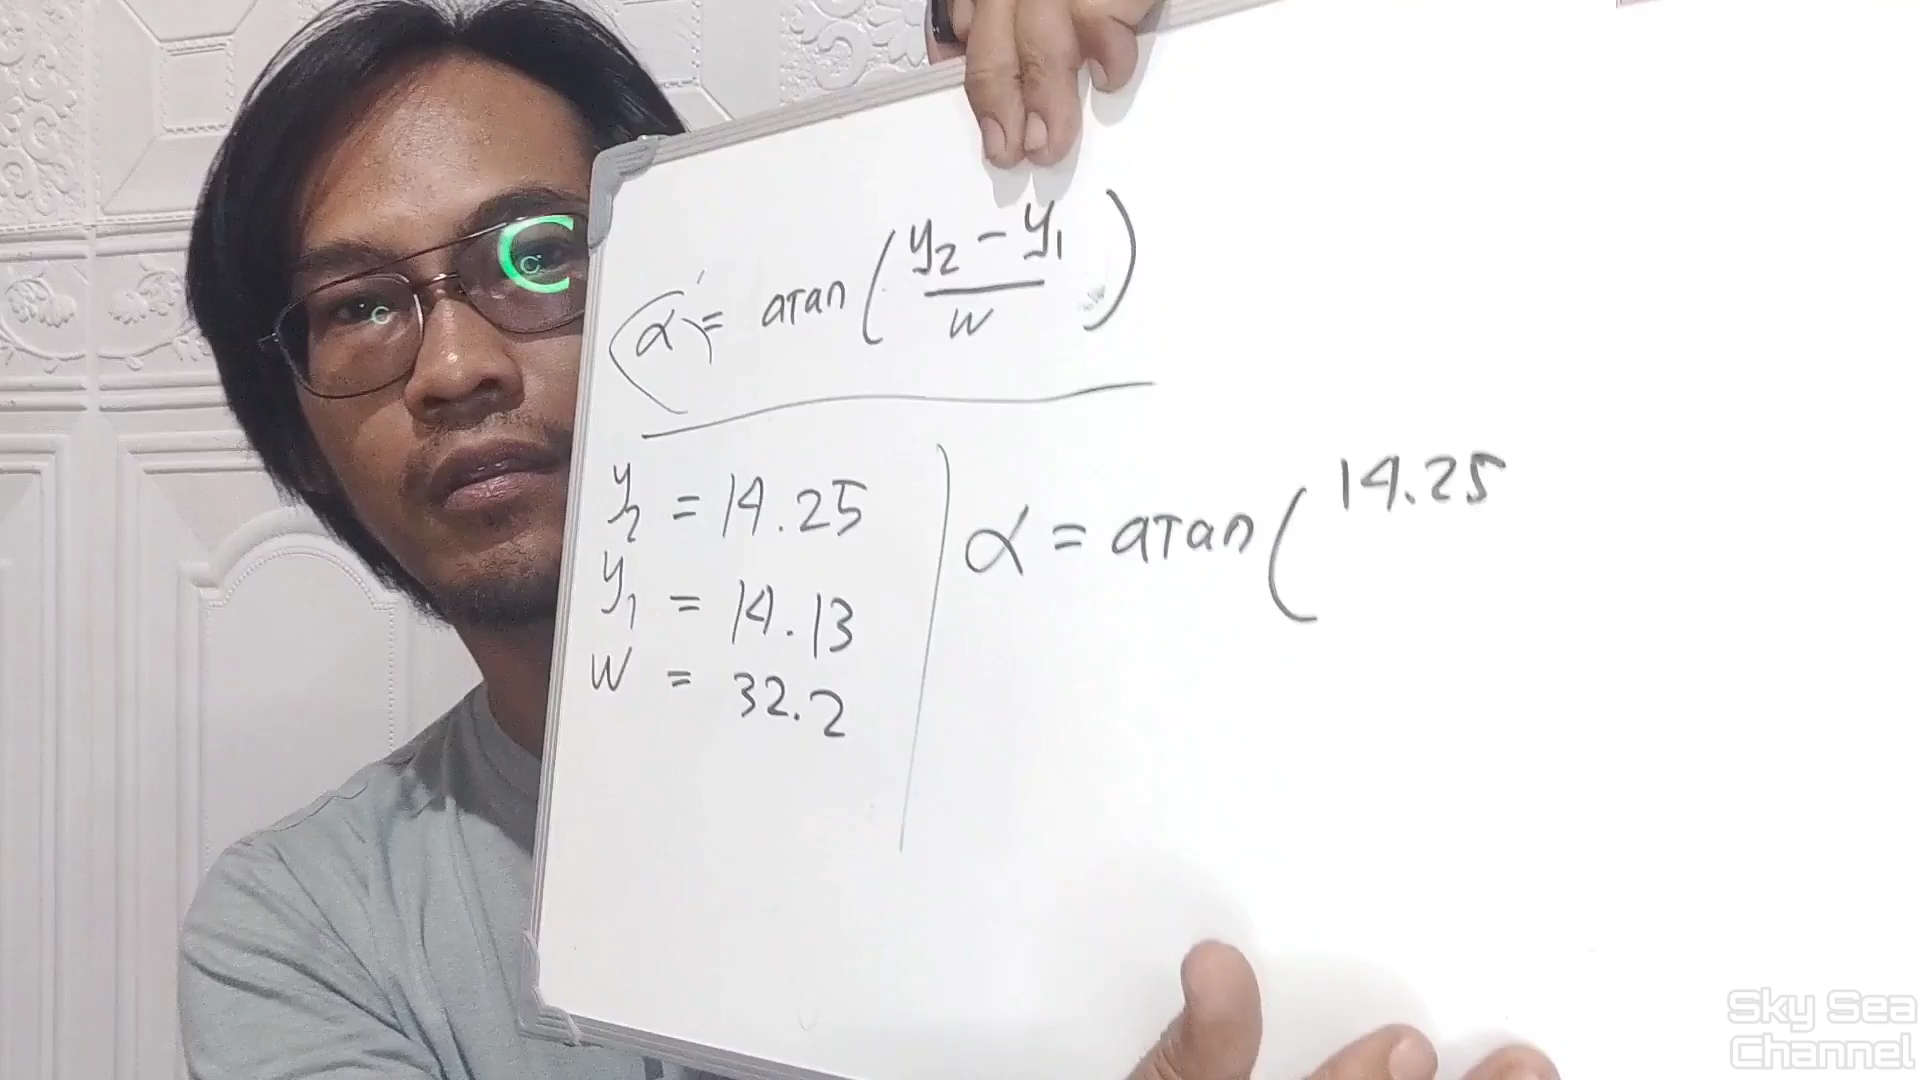 α = atan ( y2 - y1 / w )
y2 = 14.25
y1 = 14.13
w = 32.2
α = atan ( 14.25
Sky Sea
Channel